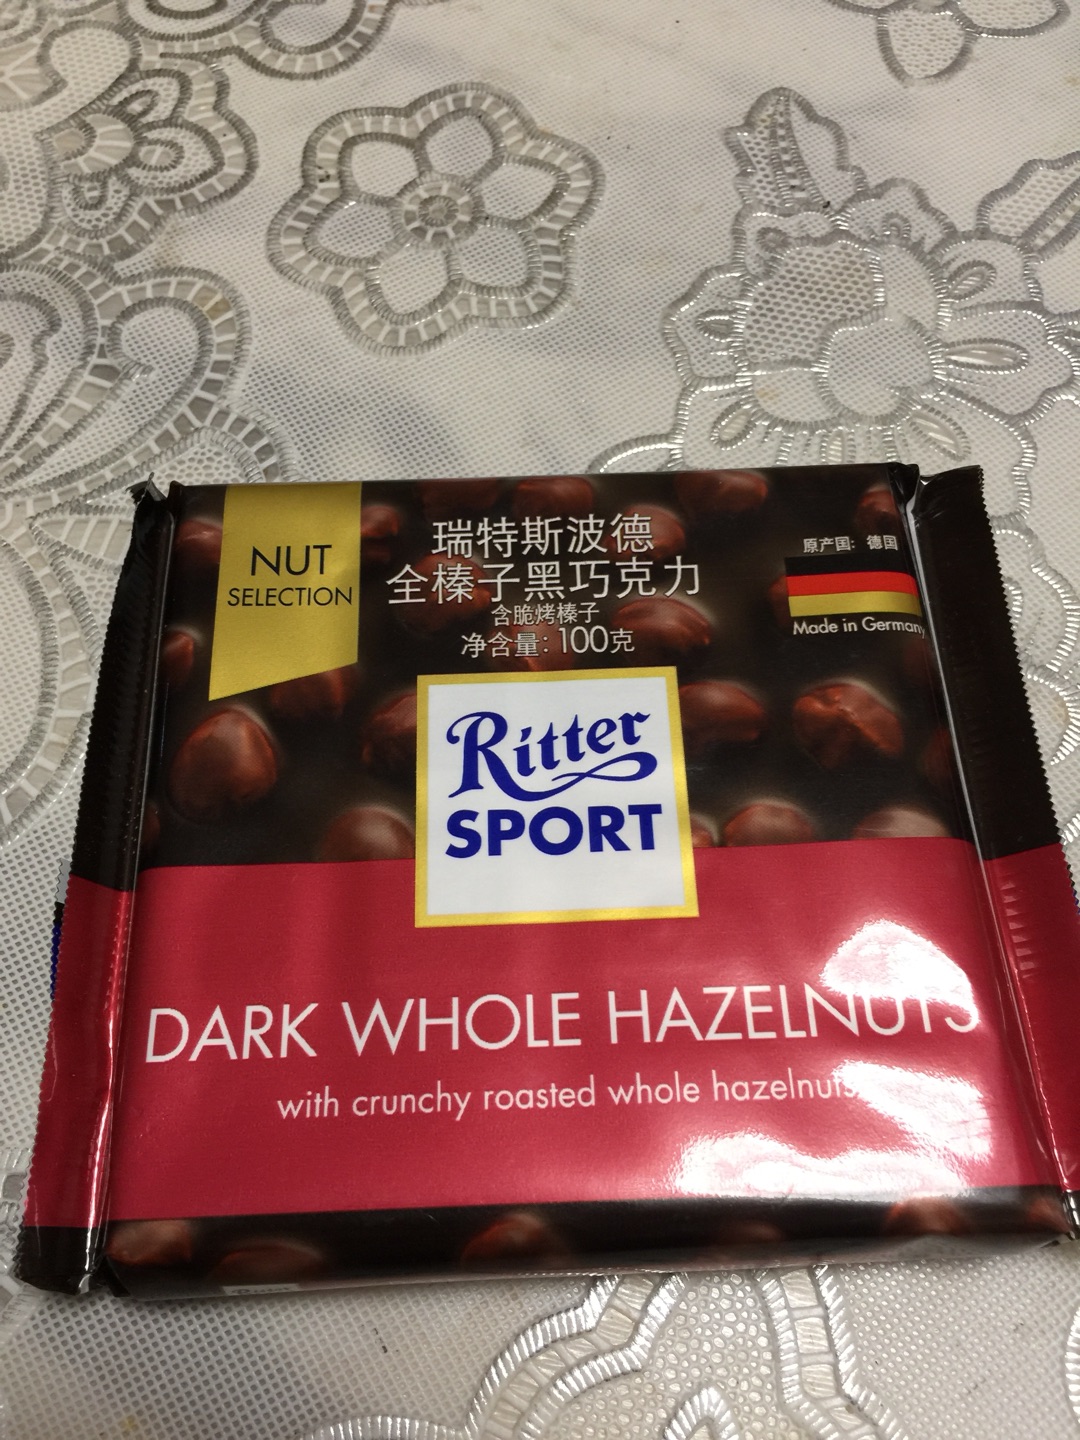 NUT
SELECTION
瑞特斯波德
全榛子黑巧克力
含脆烤榛子
净含量: 100克
原产国: 德国
Made in Germany
Ritter
SPORT
DARK WHOLE HAZELNUTS
with crunchy roasted whole hazelnuts